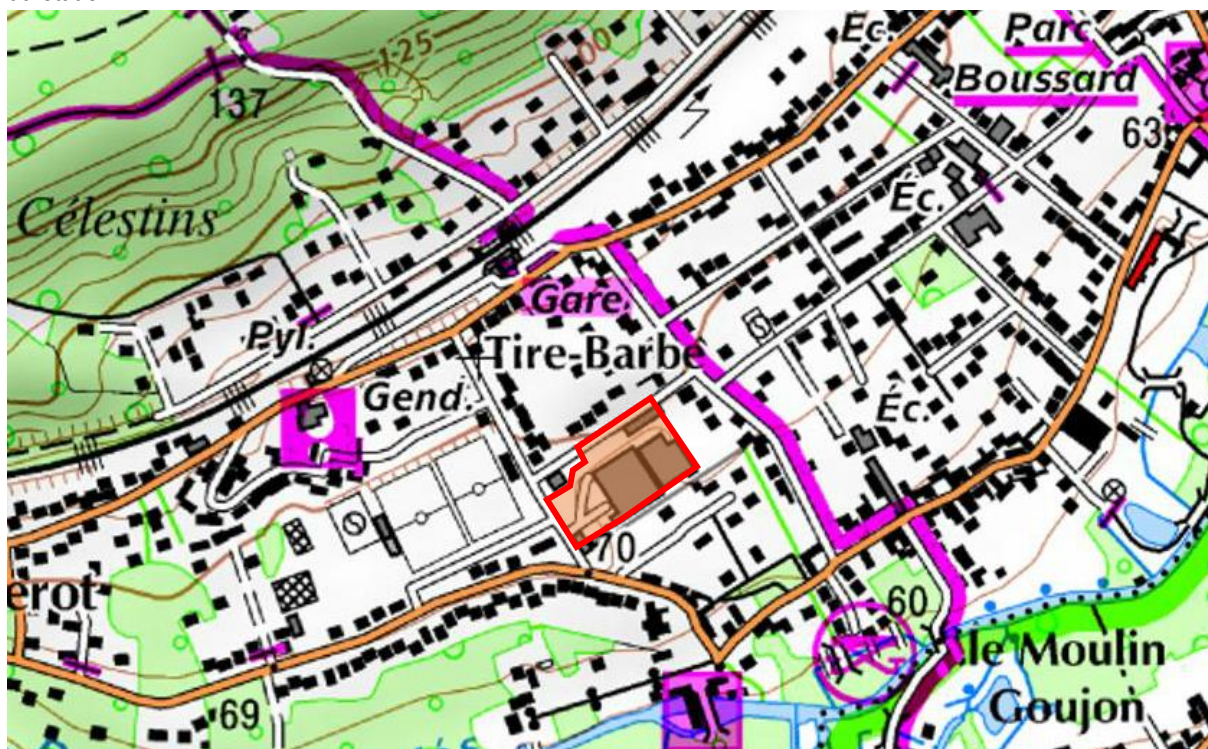 Éc.
Parc
Boussard
125
100
137
63
Célestins
Éc.
Gare.
Pyl.
Tire-Barbe
Gend.
Éc.
70
erot
60
le Moulin
Goujon
69